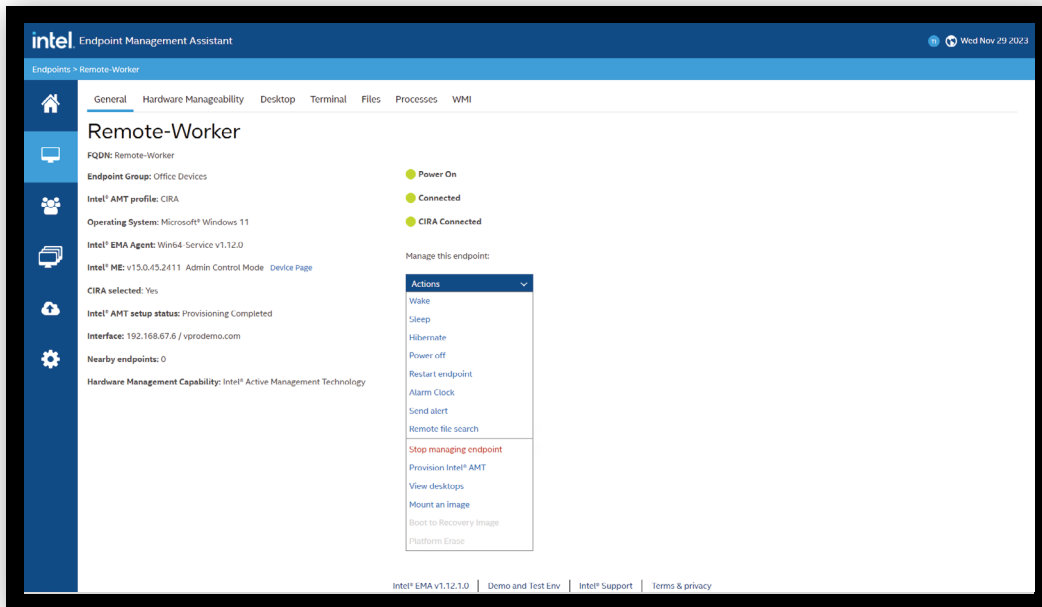 intel. Endpoint Management Assistant
n Wed Nov 29 2023
Endpoints > Remote-Worker
General Hardware Manageability Desktop Terminal Files Processes WMI
Remote-Worker
FQDN: Remote-Worker
Endpoint Group: Office Devices
Intel® AMT profile: CIRA
Operating System: Microsoft® Windows 11
Intel® EMA Agent: Win64-Service v1.12.0
Intel® ME: v15.0.45.2411 Admin Control Mode Device Page
CIRA selected: Yes
Intel® AMT setup status: Provisioning Completed
Interface: 192.168.67.6 / vprodemo.com
Nearby endpoints: 0
Hardware Management Capability: Intel® Active Management Technology
Power On
Connected
CIRA Connected
Manage this endpoint:
Actions
Wake
Sleep
Hibernate
Power off
Restart endpoint
Alarm Clock
Send alert
Remote file search
Stop managing endpoint
Provision Intel® AMT
View desktops
Mount an image
Boot to Recovery Image
Platform Erase
Intel® EMA v1.12.1.0 | Demo and Test Env | Intel® Support | Terms & privacy